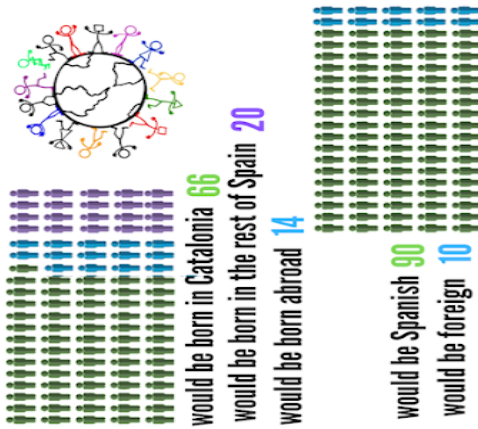 would be born in Catalonia 66
would be born in the rest of Spain 20
would be born abroad 14
would be Spanish 90
would be foreign 10